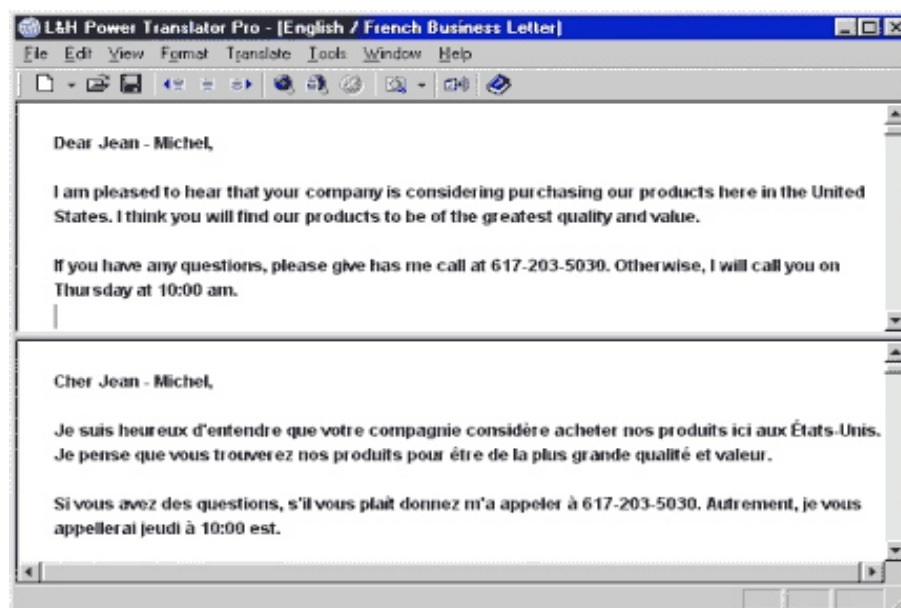 L&H Power Translator Pro - [English / French Business Letter]
File Edit View Format Translate Tools Window Help
Dear Jean - Michel,
I am pleased to hear that your company is considering purchasing our products here in the United
States. I think you will find our products to be of the greatest quality and value.
If you have any questions, please give has me call at 617-203-5030. Otherwise, I will call you on
Thursday at 10:00 am.
Cher Jean - Michel,
Je suis heureux d'entendre que votre compagnie considère acheter nos produits ici aux États-Unis.
Je pense que vous trouverez nos produits pour être de la plus grande qualité et valeur.
Si vous avez des questions, s'il vous plaît donnez m'a appeler à 617-203-5030. Autrement, je vous
appellerai jeudi à 10:00 est.